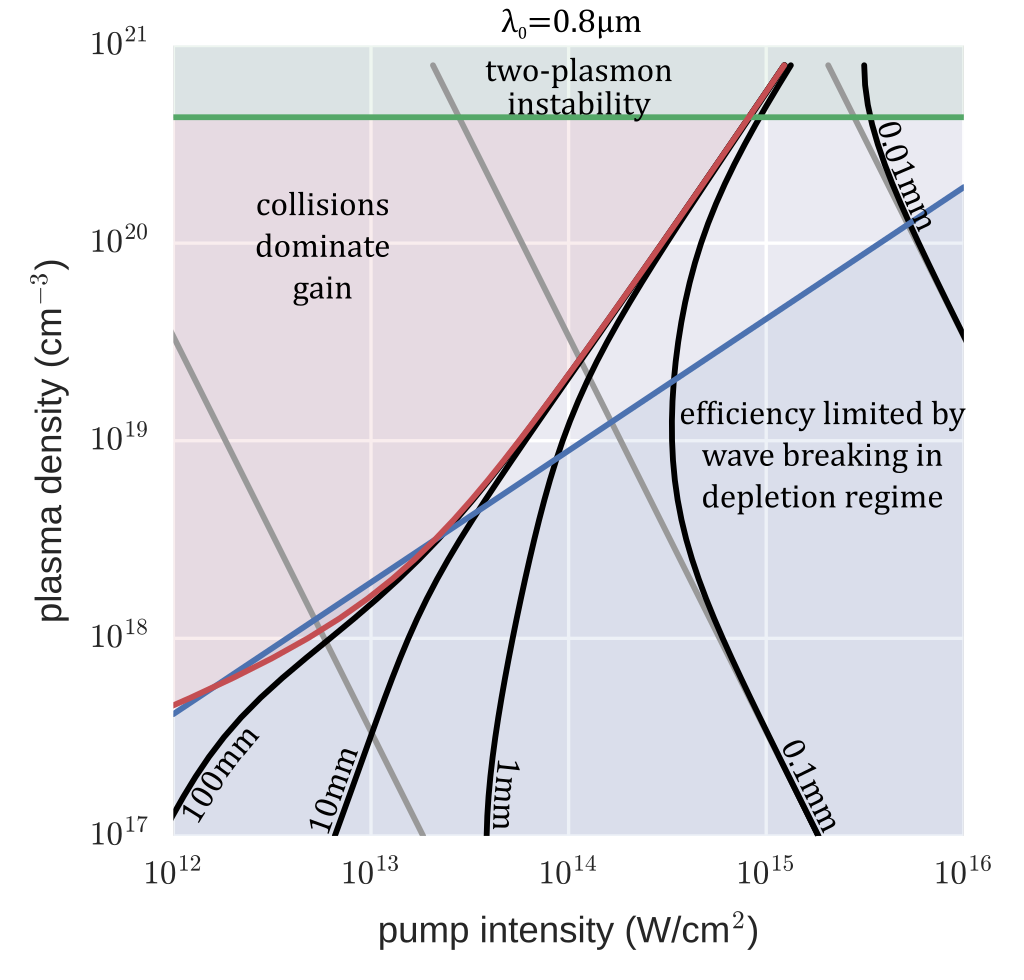 λ₀=0.8μm
10²¹
two-plasmon
instability
0.01mm
collisions
dominate
gain
10²⁰
plasma density (cm⁻³)
efficiency limited by
wave breaking in
depletion regime
10¹⁹
10¹⁸
100mm
10mm
1mm
0.1mm
10¹⁷
10¹² 10¹³ 10¹⁴ 10¹⁵ 10¹⁶
pump intensity (W/cm²)